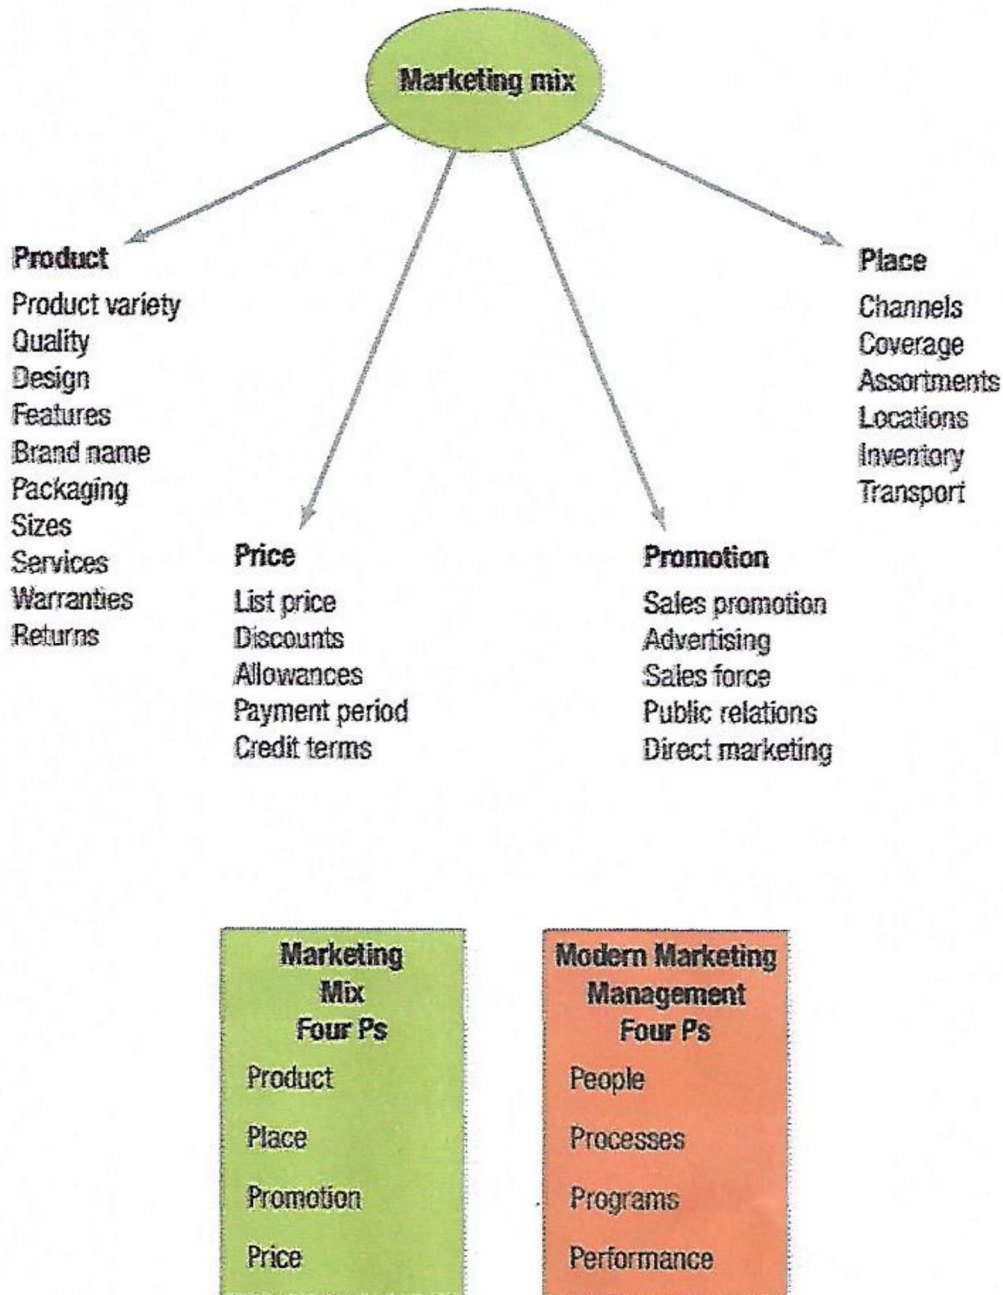 Marketing mix
Product
Product variety
Quality
Design
Features
Brand name
Packaging
Sizes
Services
Warranties
Returns
Price
List price
Discounts
Allowances
Payment period
Credit terms
Promotion
Sales promotion
Advertising
Sales force
Public relations
Direct marketing
Place
Channels
Coverage
Assortments
Locations
Inventory
Transport
Marketing
Mix
Four Ps
Product
Place
Promotion
Price
Modern Marketing
Management
Four Ps
People
Processes
Programs
Performance